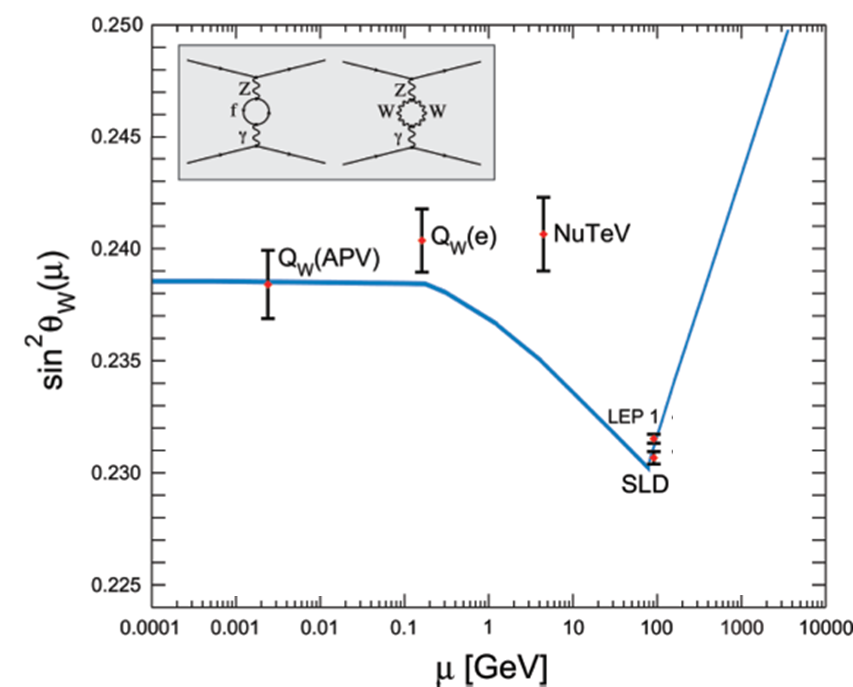 0.250
0.245
0.240
0.235
0.230
0.225
sin²θ_W(μ)
Z
f
γ
Z
W W
γ
Q_W(APV)
Q_W(e)
NuTeV
LEP 1
SLD
0.0001 0.001 0.01 0.1 1 10 100 1000 10000
μ [GeV]